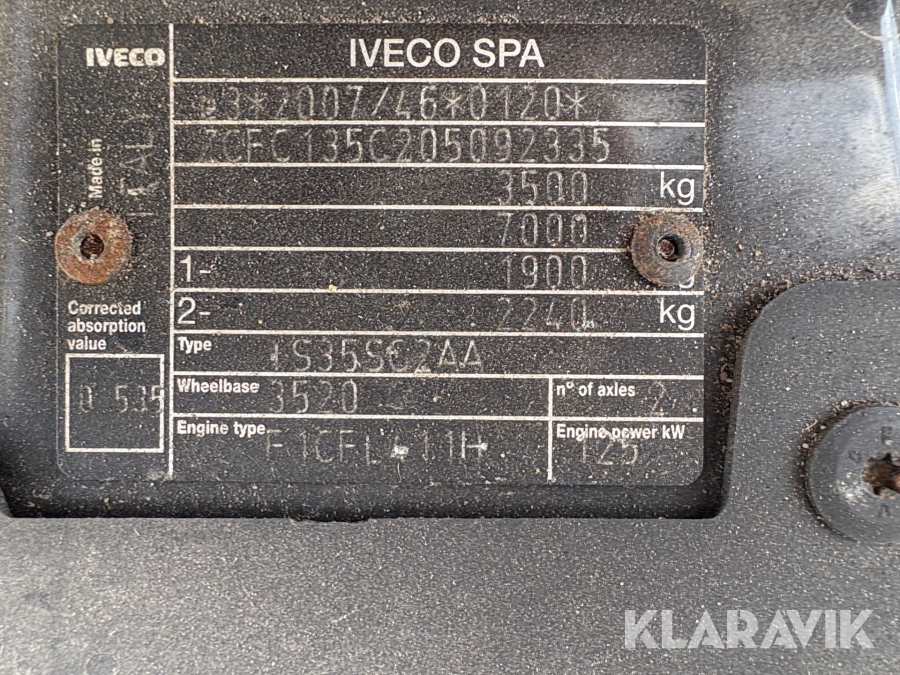 IVECO
IVECO SPA
e3*2007/46*0120*
ZCFC135C205092335
Made in
ITALY
3500 kg
7000
1- 1900
2- 2240 kg
Corrected
absorption
value
0 535
Type
Wheelbase 3520
nº of axles 2
Engine type
Engine power kW
125
KLARAVIK